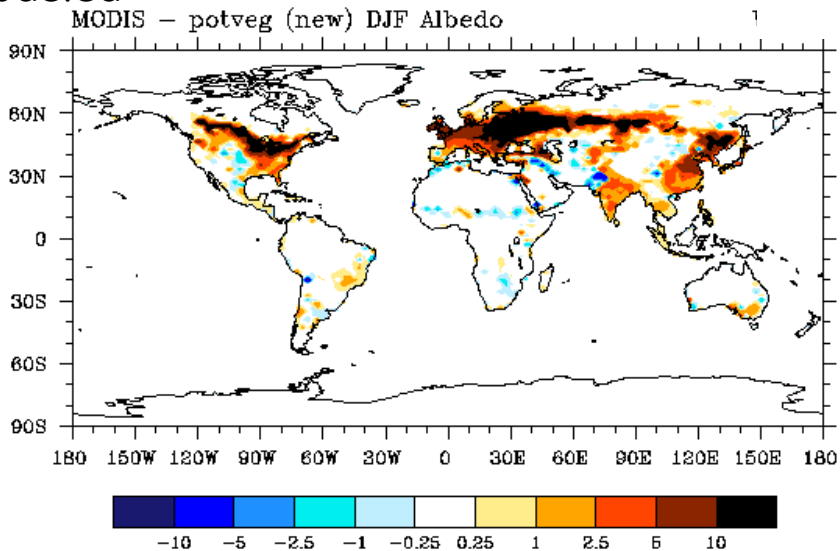 MODIS – potveg (new) DJF Albedo
90N
60N
30N
0
30S
60S
90S
180 150W 120W 90W 60W 30W 0 30E 60E 90E 120E 150E 180
-10 -5 -2.5 -1 -0.25 0.25 1 2.5 5 10